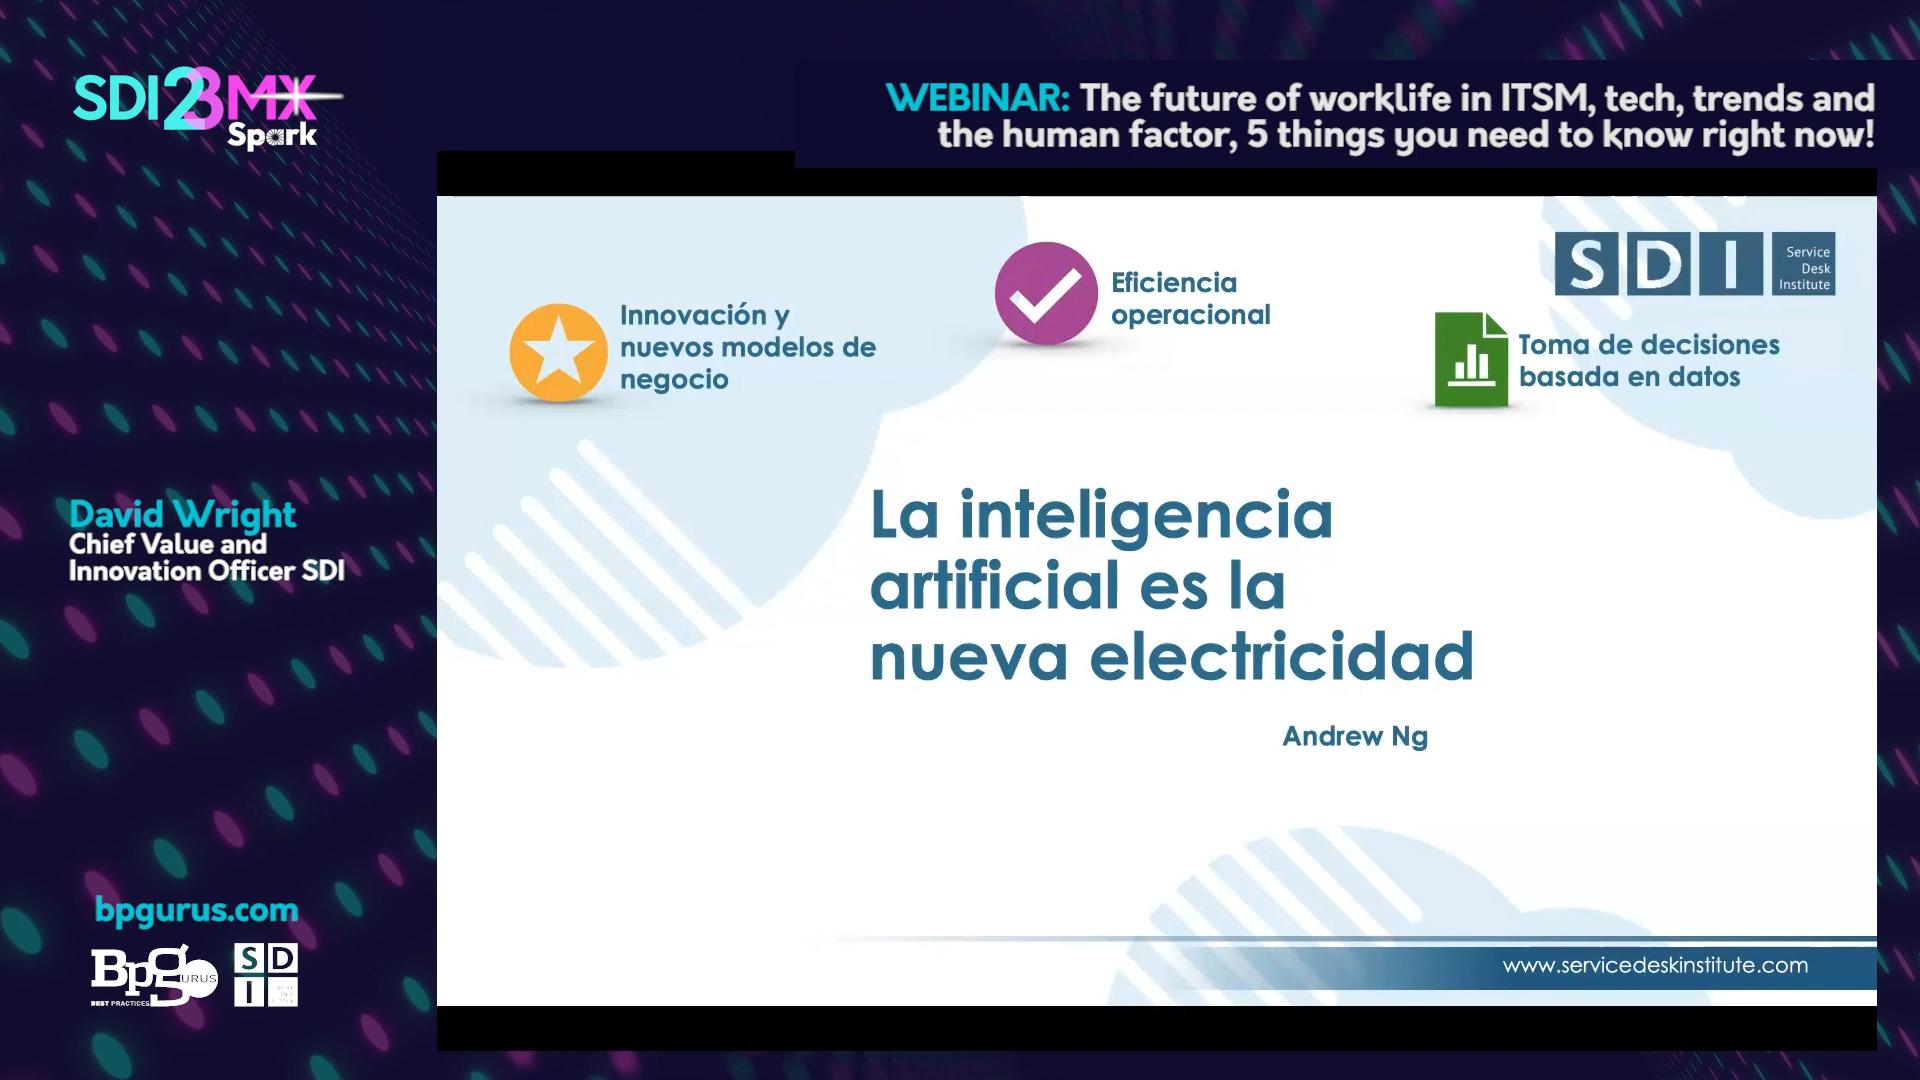 SDI23MX
Spark
WEBINAR: The future of worklife in ITSM, tech, trends and
the human factor, 5 things you need to know right now!
Innovación y
nuevos modelos de
negocio
Eficiencia
operacional
SDI
Service
Desk
Institute
Toma de decisiones
basada en datos
La inteligencia
artificial es la
nueva electricidad
Andrew Ng
David Wright
Chief Value and
Innovation Officer SDI
bpgurus.com
BpgURUS
BEST PRACTICES
SD
I
www.servicedeskinstitute.com